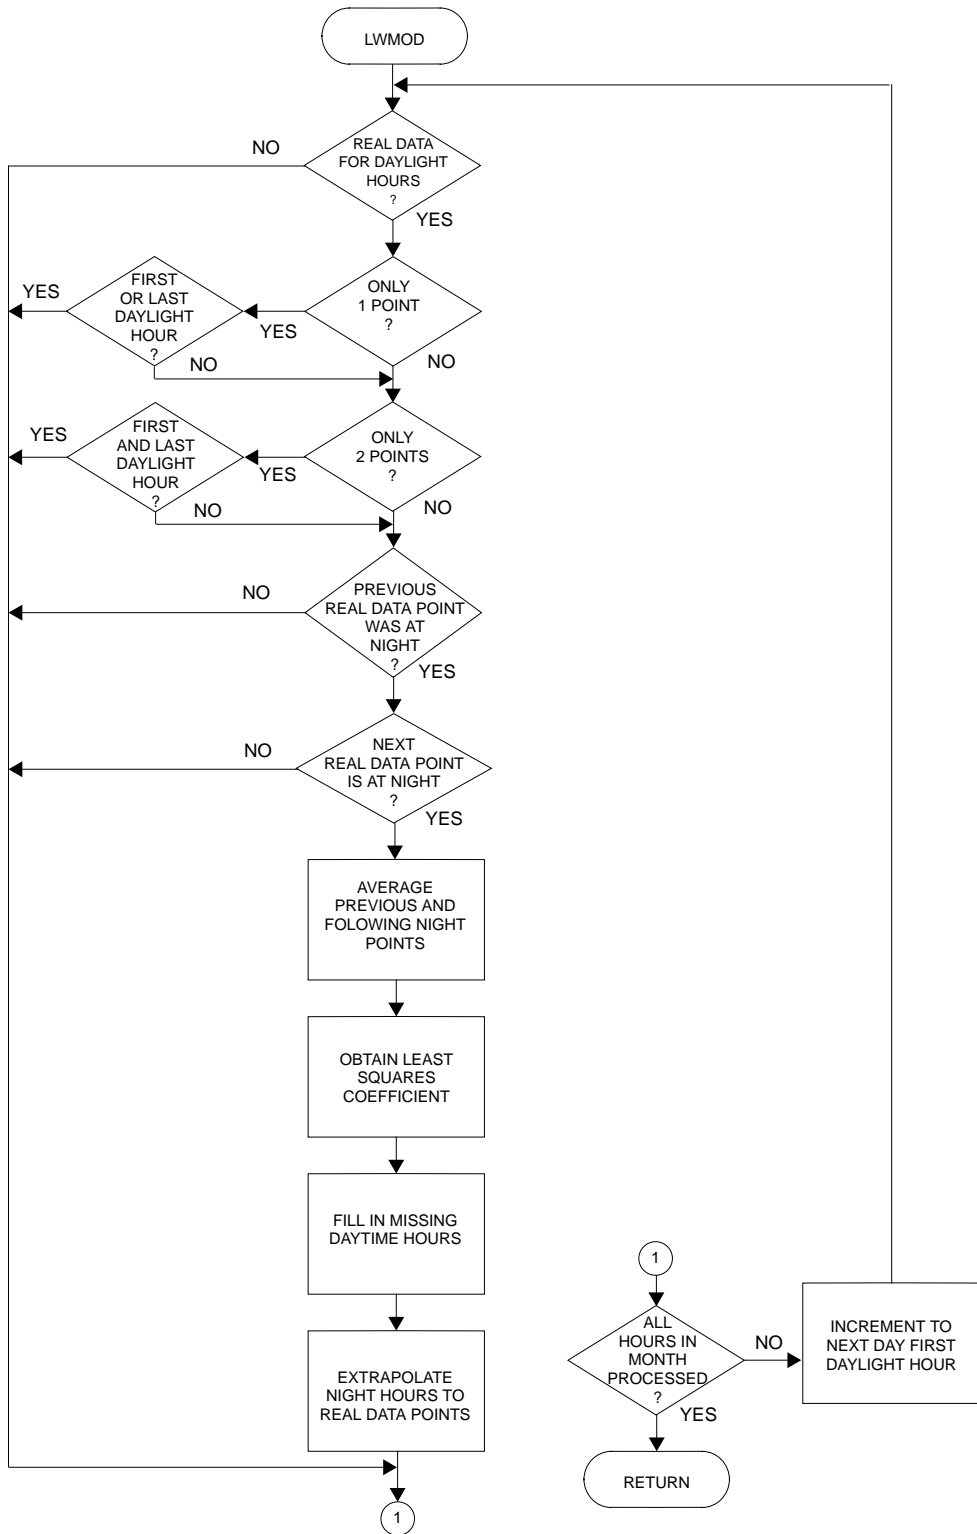 LWMOD
REAL DATA
FOR DAYLIGHT
HOURS
?
NO
YES
FIRST
OR LAST
DAYLIGHT
HOUR
?
YES
NO
ONLY
1 POINT
?
YES
NO
FIRST
AND LAST
DAYLIGHT
HOUR
?
YES
NO
ONLY
2 POINTS
?
YES
NO
PREVIOUS
REAL DATA POINT
WAS AT
NIGHT
?
NO
YES
NEXT
REAL DATA POINT
IS AT NIGHT
?
NO
YES
AVERAGE
PREVIOUS AND
FOLOWING NIGHT
POINTS
OBTAIN LEAST
SQUARES
COEFFICIENT
FILL IN MISSING
DAYTIME HOURS
EXTRAPOLATE
NIGHT HOURS TO
REAL DATA POINTS
1
1
ALL
HOURS IN
MONTH
PROCESSED
?
NO
YES
INCREMENT TO
NEXT DAY FIRST
DAYLIGHT HOUR
RETURN